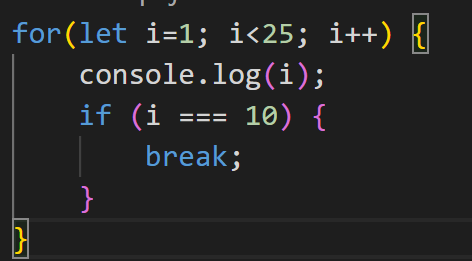 for(let i=1; i<25; i++) {
    console.log(i);
    if (i === 10) {
        break;
    }
}